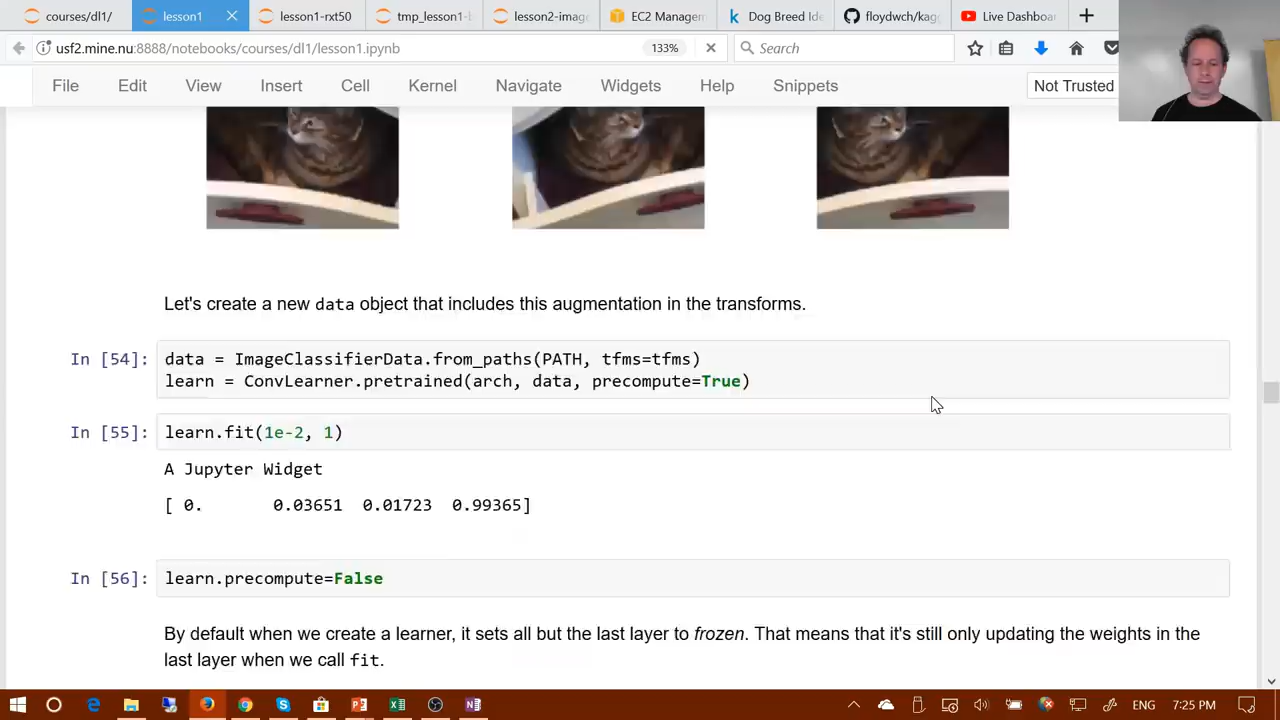 courses/dl1/
lesson1
lesson1-rxt50
tmp_lesson1-
lesson2-imag
EC2 Managem
Dog Breed Ide
floydwch/kagg
Live Dashboa
usf2.mine.nu:8888/notebooks/courses/dl1/lesson1.ipynb
133%
Search
File Edit View Insert Cell Kernel Navigate Widgets Help Snippets
Not Trusted
Let's create a new data object that includes this augmentation in the transforms.
In [54]: data = ImageClassifierData.from_paths(PATH, tfms=tfms)
learn = ConvLearner.pretrained(arch, data, precompute=True)
In [55]: learn.fit(1e-2, 1)
A Jupyter Widget
[ 0. 0.03651 0.01723 0.99365]
In [56]: learn.precompute=False
By default when we create a learner, it sets all but the last layer to frozen. That means that it's still only updating the weights in the
last layer when we call fit.
ENG 7:25 PM